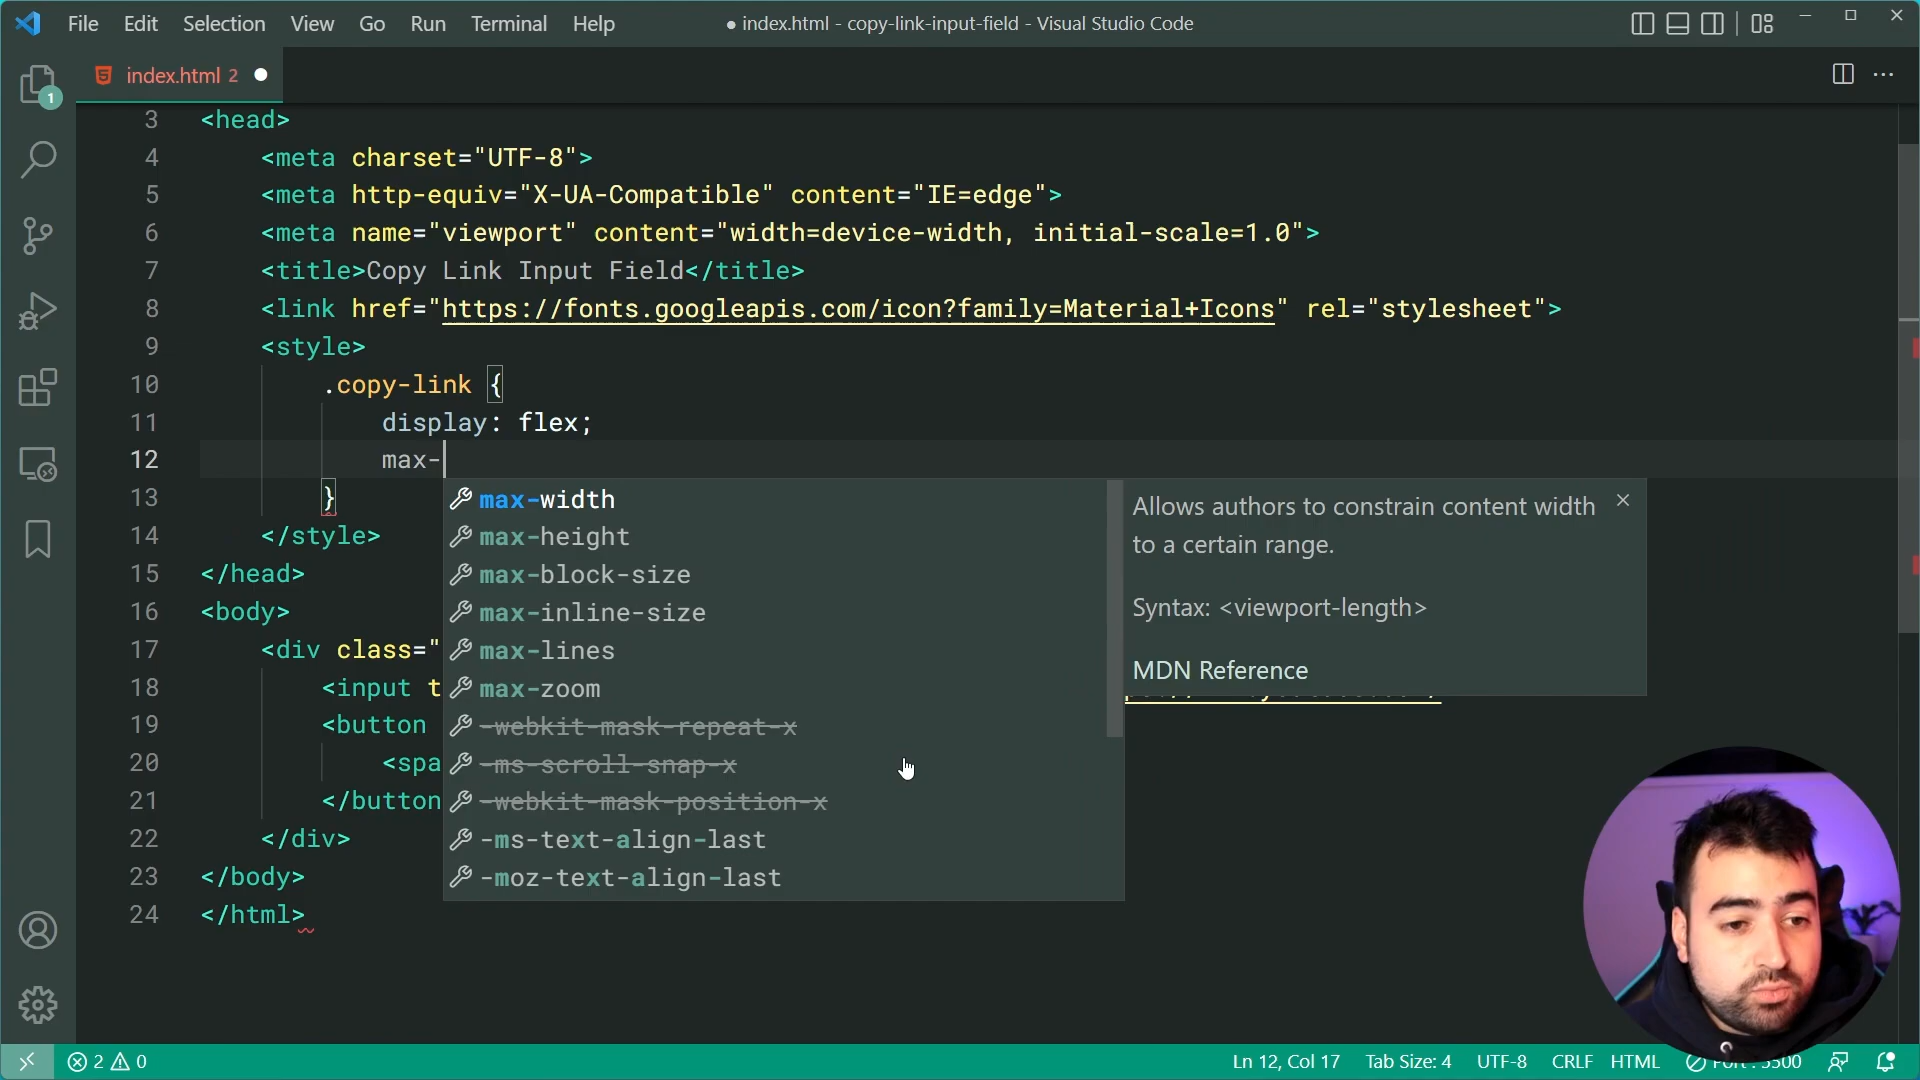 File Edit Selection View Go Run Terminal Help
● index.html - copy-link-input-field - Visual Studio Code
1
index.html 2 ●
3 <head>
4 <meta charset="UTF-8">
5 <meta http-equiv="X-UA-Compatible" content="IE=edge">
6 <meta name="viewport" content="width=device-width, initial-scale=1.0">
7 <title>Copy Link Input Field</title>
8 <link href="https://fonts.googleapis.com/icon?family=Material+Icons" rel="stylesheet">
9 <style>
10 .copy-link {
11 display: flex;
12 max-
13 }
14 </style>
15 </head>
16 <body>
17 <div class="
18 <input t
19 <button
20 <spa
21 </button
22 </div>
23 </body>
24 </html>
max-width
max-height
max-block-size
max-inline-size
max-lines
max-zoom
-webkit-mask-repeat-x
-ms-scroll-snap-x
-webkit-mask-position-x
-ms-text-align-last
-moz-text-align-last
Allows authors to constrain content width
to a certain range.
Syntax: <viewport-length>
MDN Reference
2 0
Ln 12, Col 17 Tab Size: 4 UTF-8 CRLF HTML